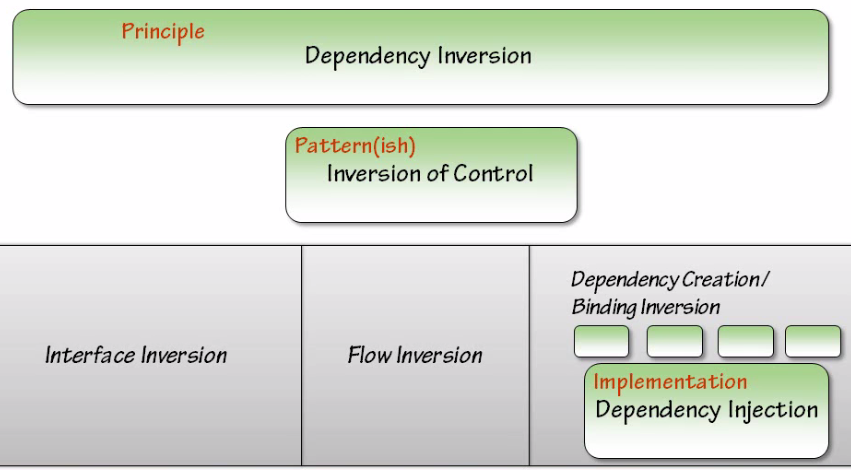 Principle
Dependency Inversion
Pattern(ish)
Inversion of Control
Interface Inversion
Flow Inversion
Dependency Creation/
Binding Inversion
Implementation
Dependency Injection